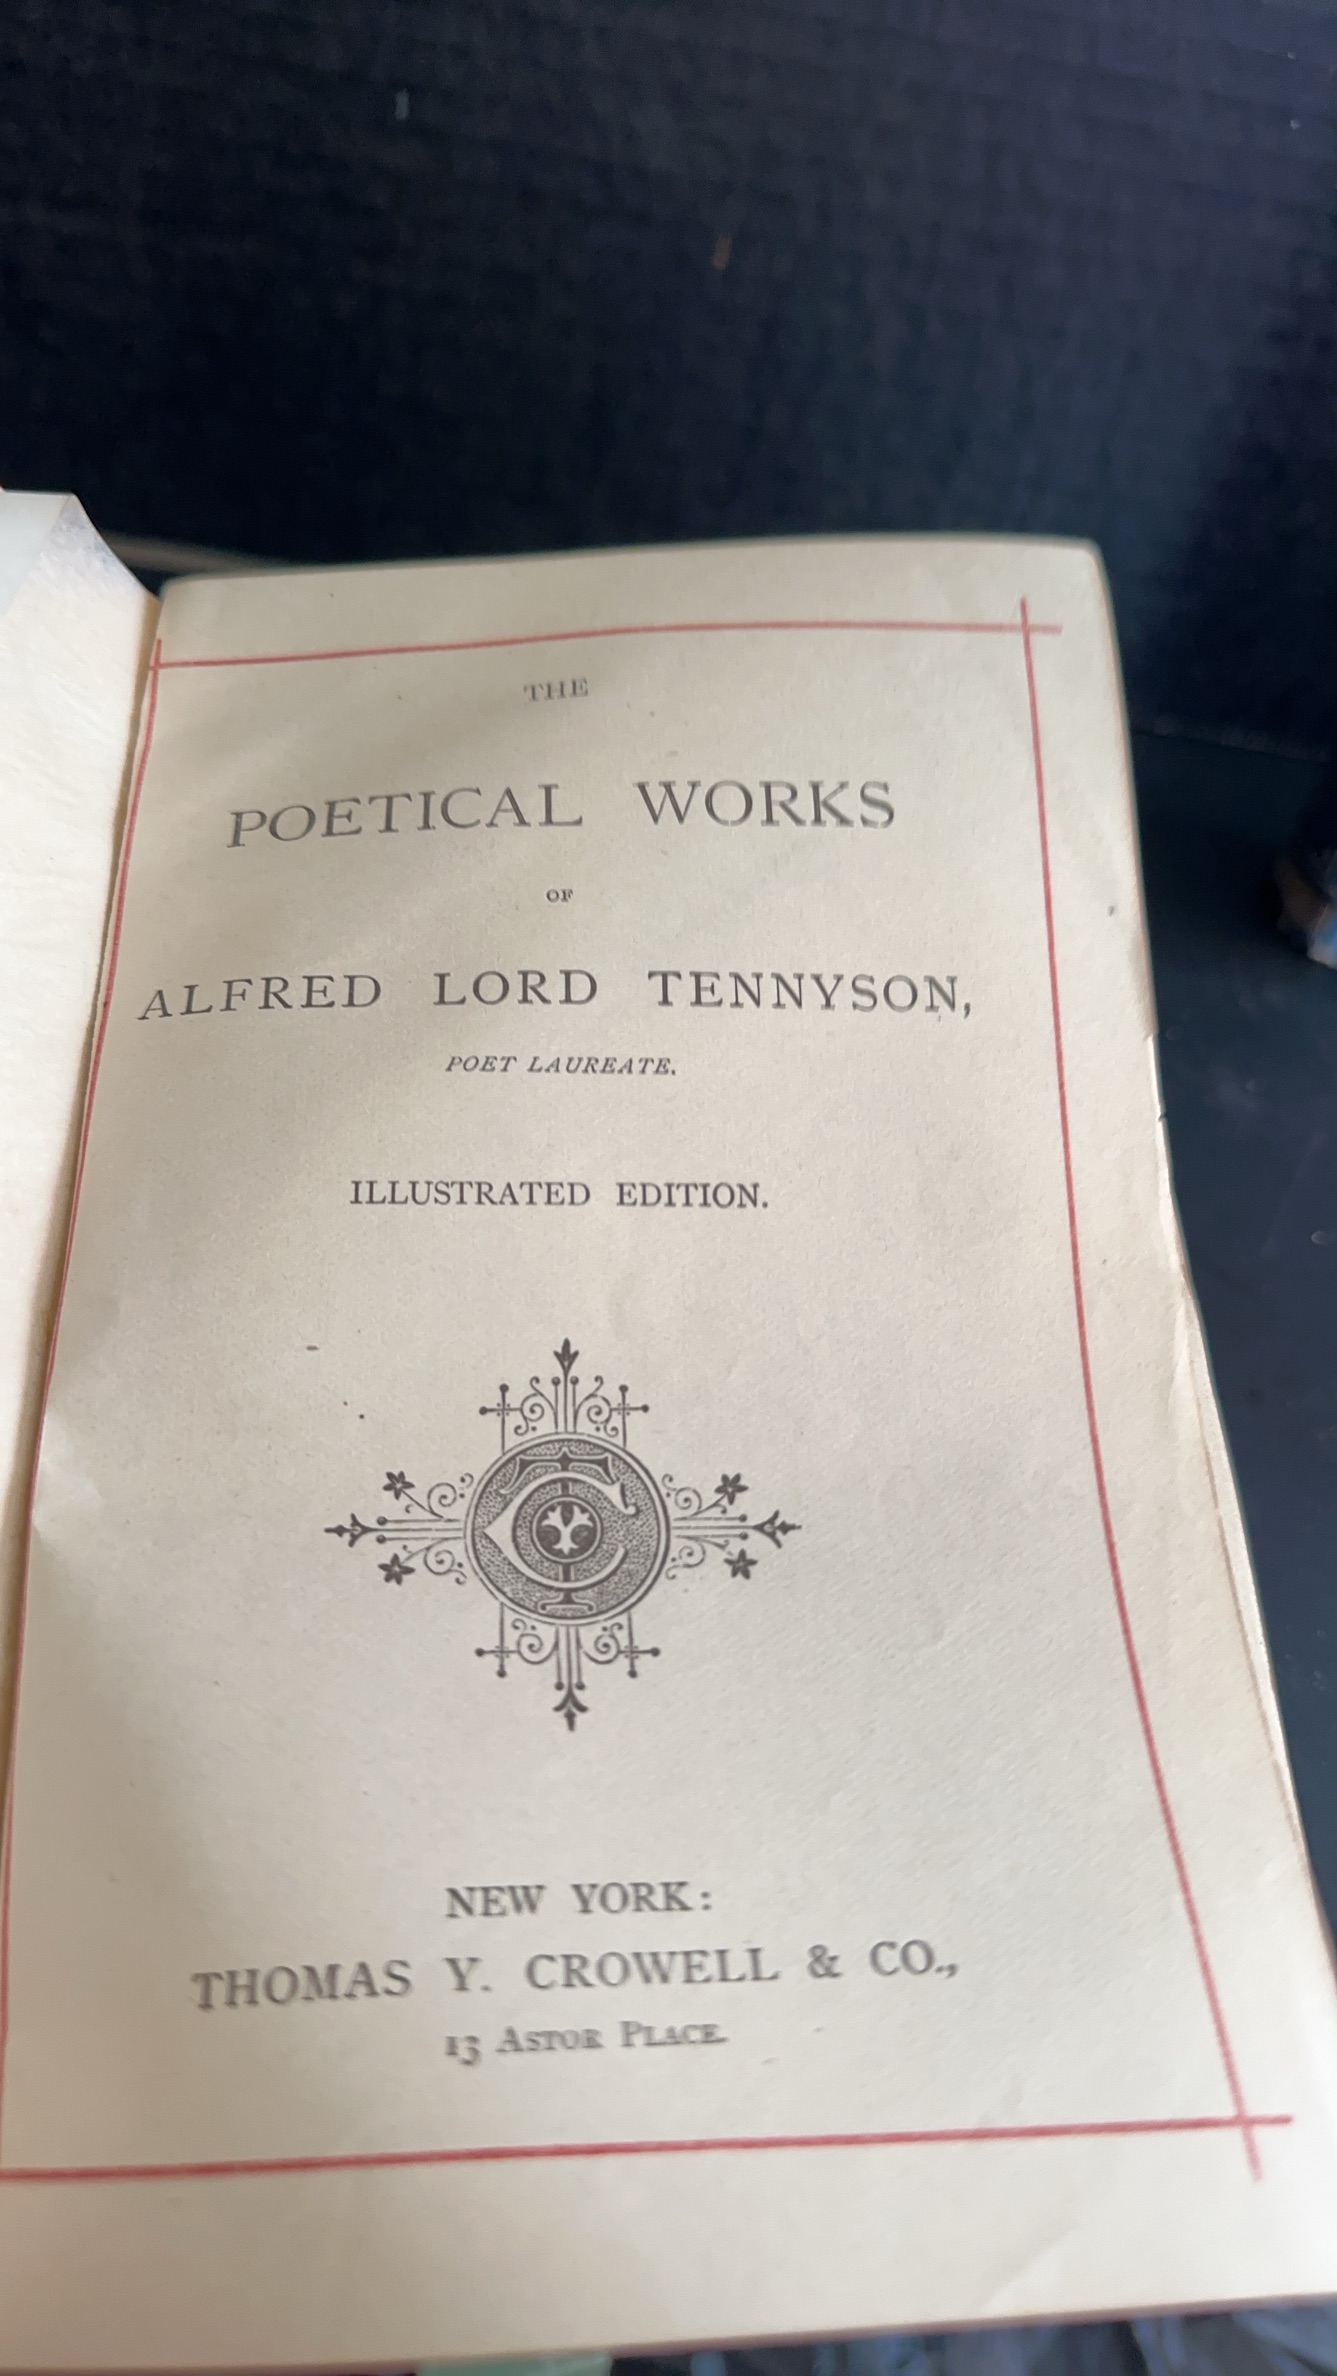 THE
POETICAL WORKS
OF
ALFRED LORD TENNYSON,
POET LAUREATE.
ILLUSTRATED EDITION.
TC
NEW YORK:
THOMAS Y. CROWELL & CO.,
13 ASTOR PLACE.